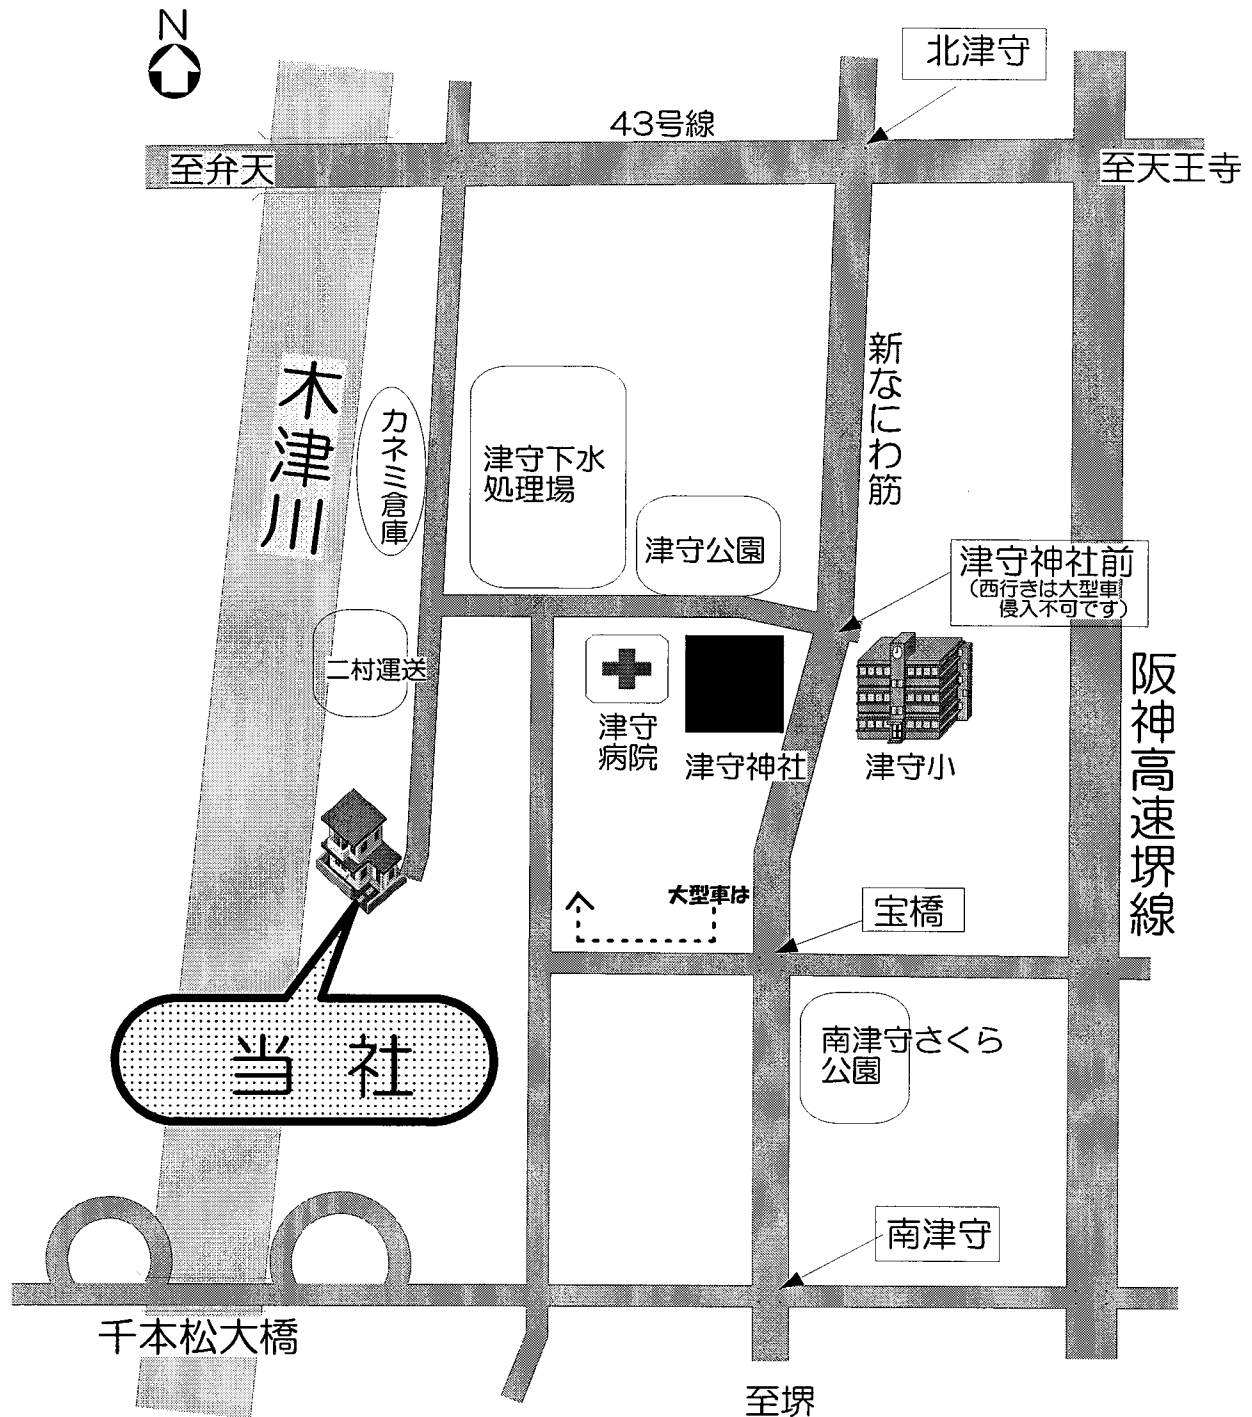 N
北津守
43号線
至弁天
至天王寺
新なにわ筋
木津川
カネミ倉庫
津守下水
処理場
津守公園
津守神社前
(西行きは大型車
侵入不可です)
二村運送
津守
病院
津守神社
津守小
阪神高速堺線
大型車は
宝橋
当社
南津守さくら
公園
南津守
千本松大橋
至堺